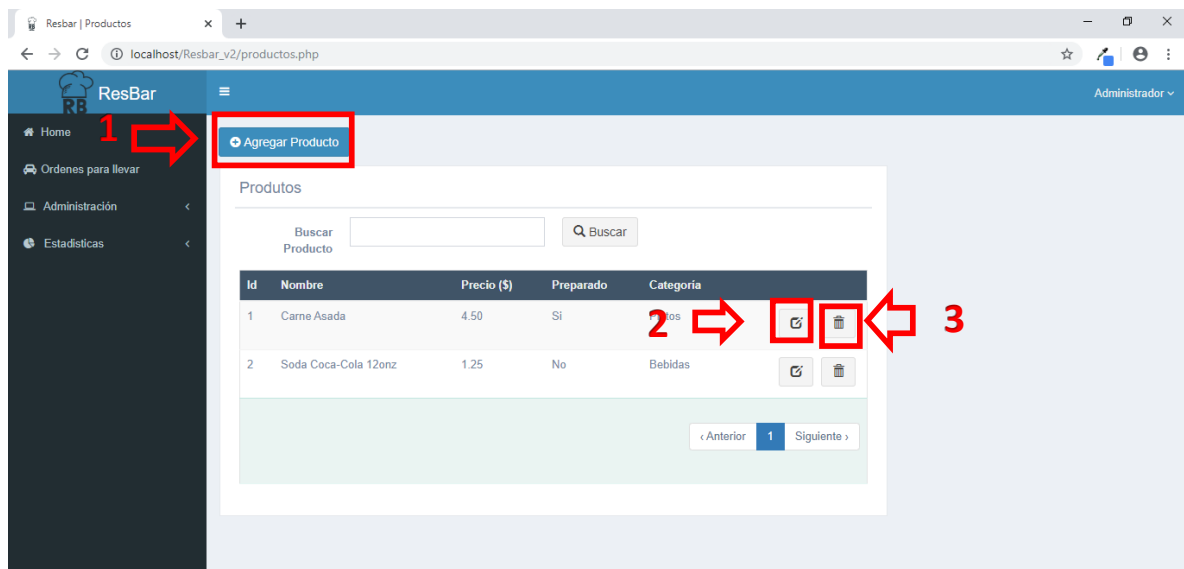 Resbar | Productos
localhost/Resbar_v2/productos.php
RB ResBar
Administrador
Home
1
Agregar Producto
Ordenes para llevar
Administración
Estadisticas
Produtos
Buscar Producto
Buscar
Id Nombre Precio ($) Preparado Categoria
1 Carne Asada 4.50 Si
2
3
2 Soda Coca-Cola 12onz 1.25 No Bebidas
‹ Anterior 1 Siguiente ›